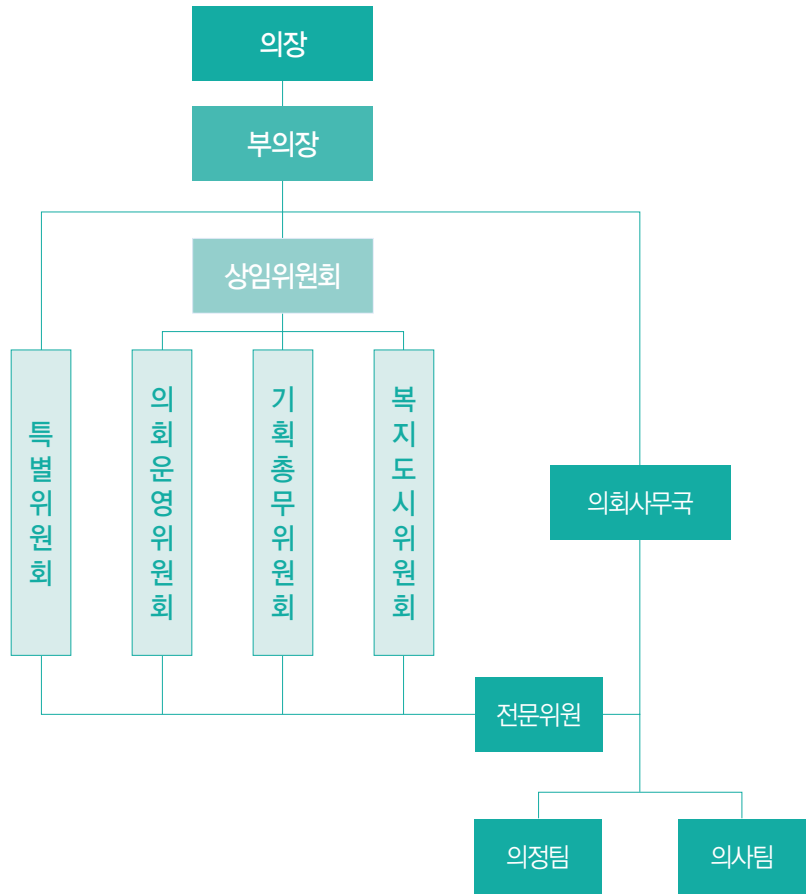 의장
부의장
상임위원회
특별위원회
의회운영위원회
기획총무위원회
복지도시위원회
의회사무국
전문위원
의정팀
의사팀